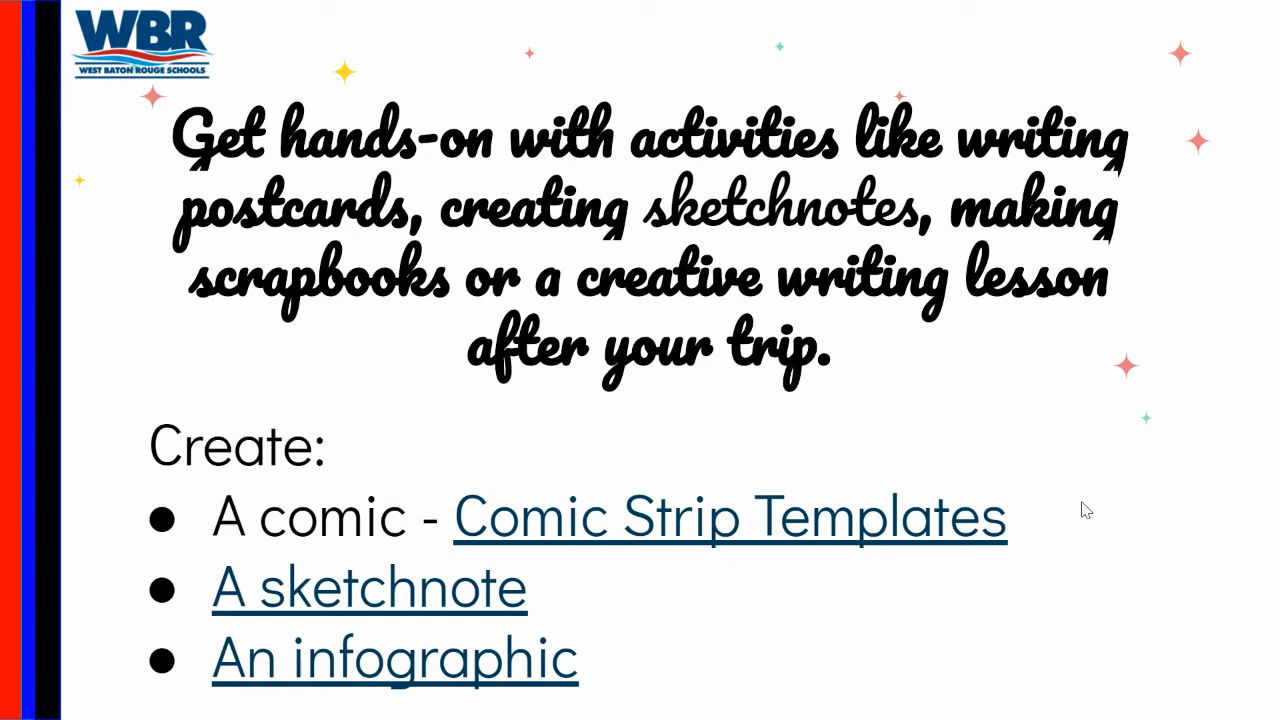 WBR
WEST BATON ROUGE SCHOOLS
Get hands-on with activities like writing
postcards, creating sketchnotes, making
scrapbooks or a creative writing lesson
after your trip.
Create:
● A comic - Comic Strip Templates
● A sketchnote
● An infographic